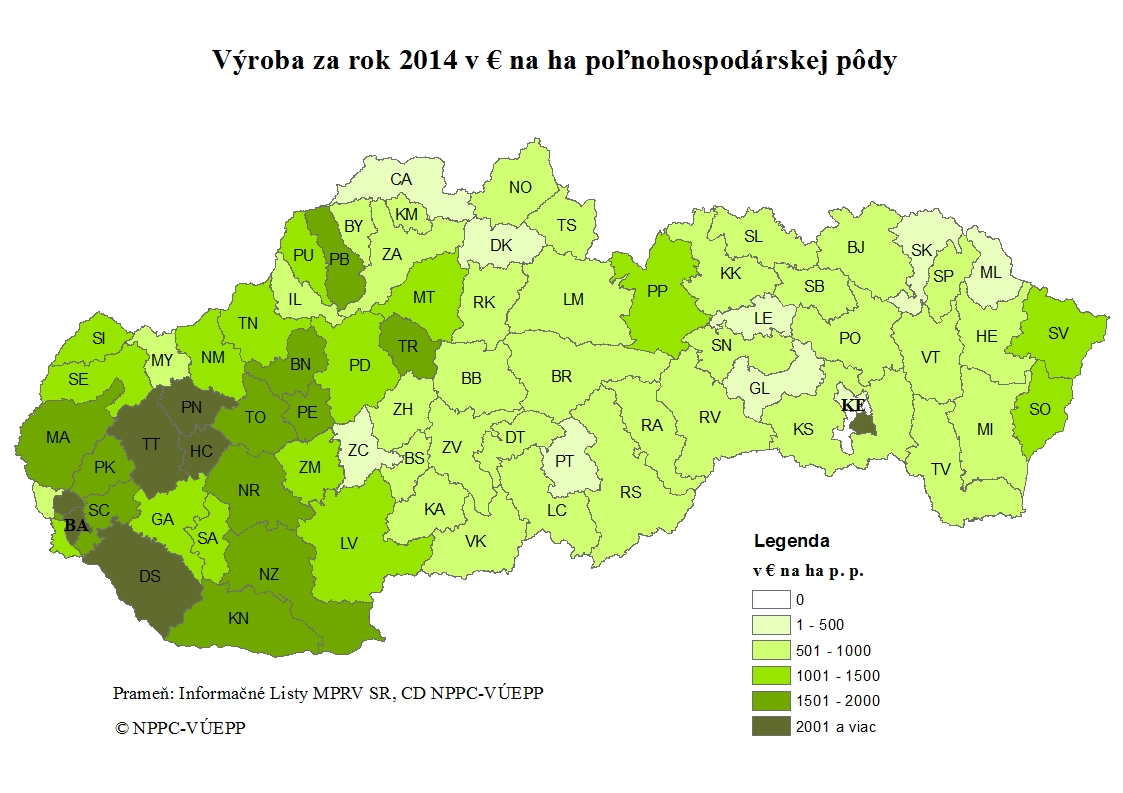 Výroba za rok 2014 v € na ha poľnohospodárskej pôdy
CA
NO
KM
BY
TS
SL
DK
BJ
SK
PU
PB
ZA
SP
ML
KK
SB
IL
MT
RK
LM
PP
LE
TN
SI
PO
HE
SV
MY
NM
TR
SN
VT
BN
PD
SE
BB
BR
GL
PN
ZH
KE
SO
TO
PE
RV
RA
KS
MI
MA
TT
HC
ZC
BS
ZV
DT
PT
PK
ZM
TV
NR
RS
SC
GA
KA
LC
BA
SA
LV
VK
DS
NZ
KN
Legenda
v € na ha p. p.
0
1 - 500
501 - 1000
1001 - 1500
1501 - 2000
2001 a viac
Prameň: Informačné Listy MPRV SR, CD NPPC-VÚEPP
© NPPC-VÚEPP